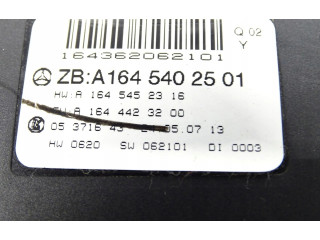 Q 02
164362062101 Y
ZB:A164 540 25 01
HW:A 164 545 23 16
SW:A 164 442 32 00
05 3716 43 24.05.07 13
HW 0620 SW 062101 DI 0003